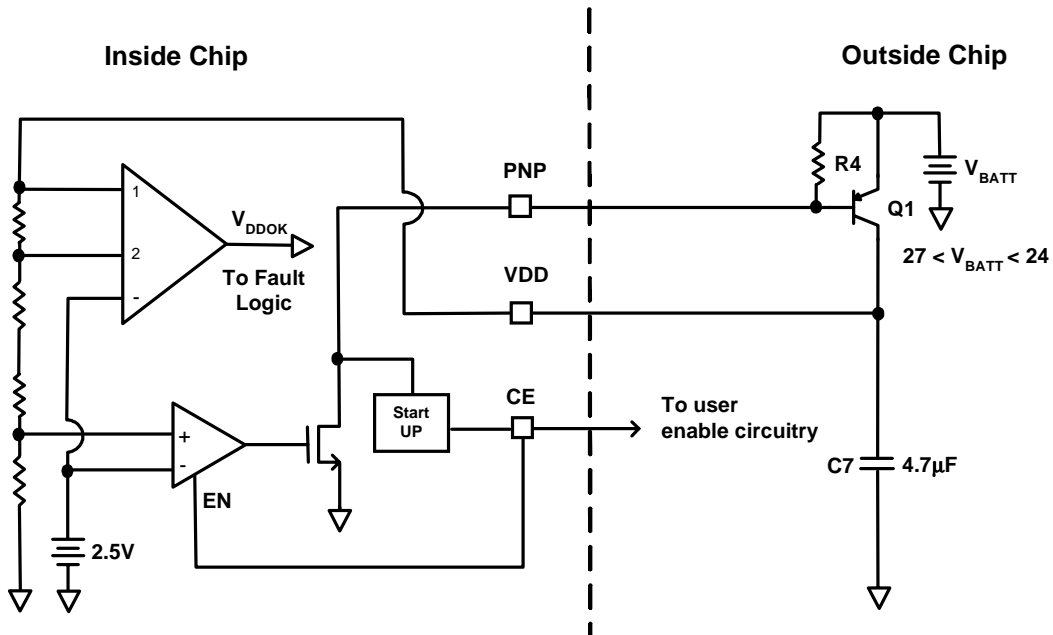 Inside Chip
Outside Chip
PNP
R4
V_BATT
Q1
1
V_DDOK
2
27 < V_BATT < 24
To Fault
Logic
-
VDD
CE
Start
UP
To user
enable circuitry
+
-
EN
C7
4.7µF
2.5V